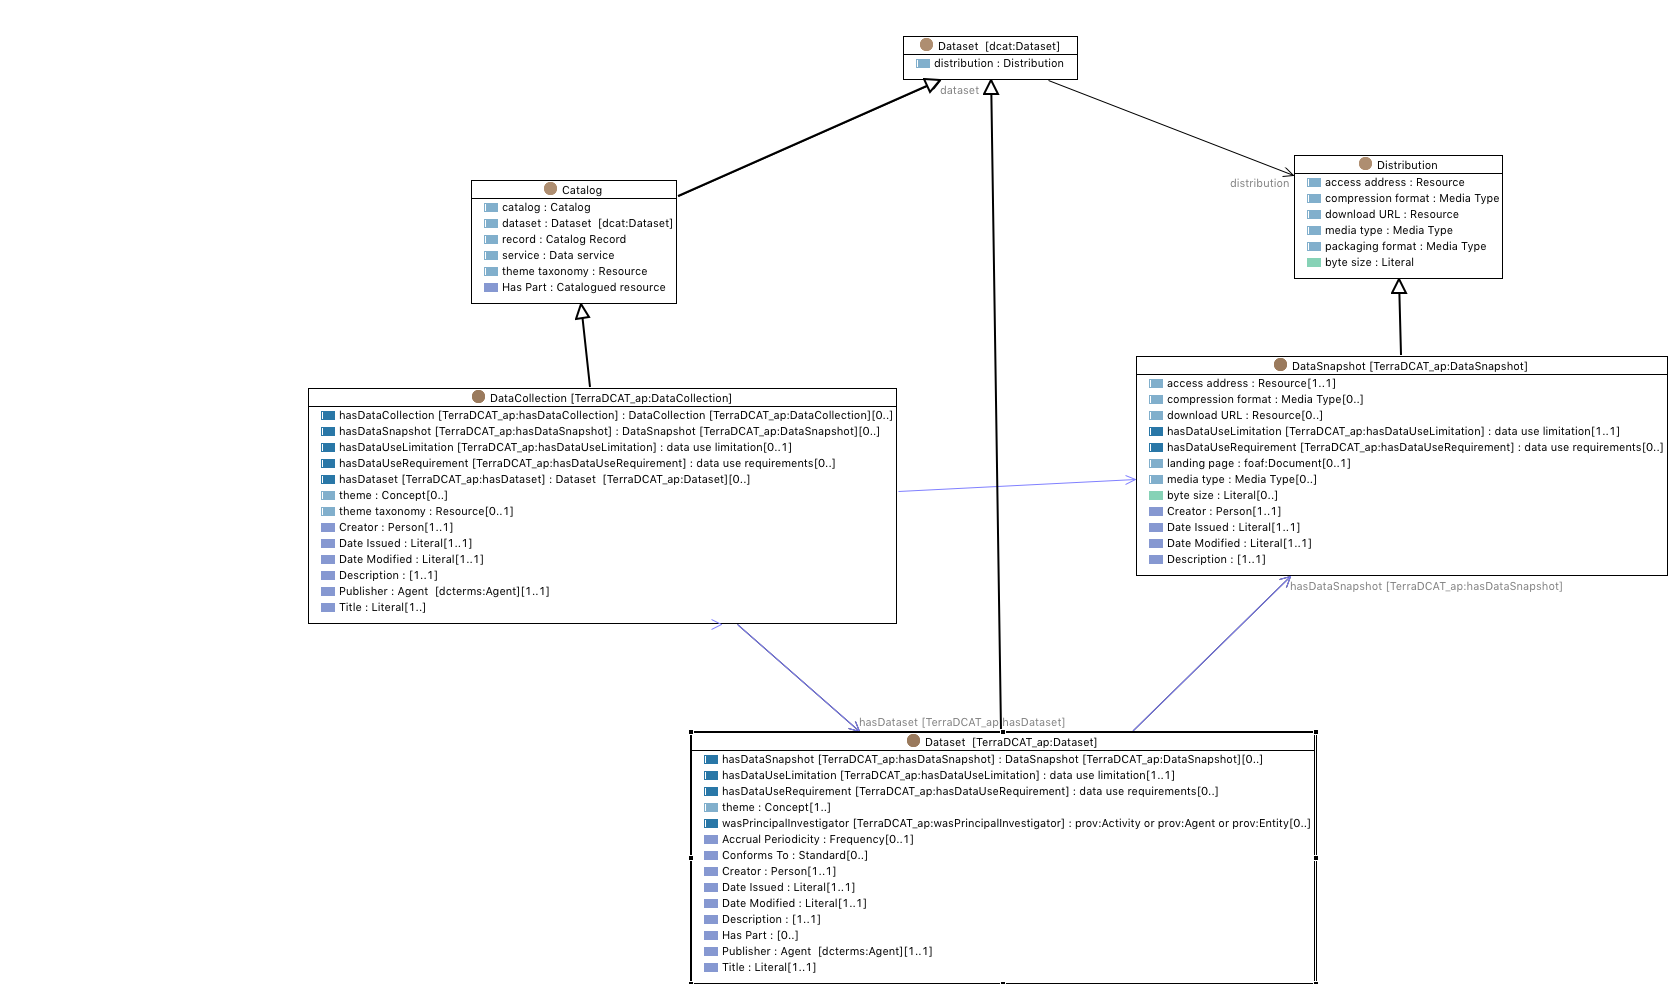 Dataset  [dcat:Dataset]
distribution : Distribution
dataset
distribution
Catalog
catalog : Catalog
dataset : Dataset  [dcat:Dataset]
record : Catalog Record
service : Data service
theme taxonomy : Resource
Has Part : Catalogued resource
Distribution
access address : Resource
compression format : Media Type
download URL : Resource
media type : Media Type
packaging format : Media Type
byte size : Literal
DataCollection [TerraDCAT_ap:DataCollection]
hasDataCollection [TerraDCAT_ap:hasDataCollection] : DataCollection [TerraDCAT_ap:DataCollection][0..]
hasDataSnapshot [TerraDCAT_ap:hasDataSnapshot] : DataSnapshot [TerraDCAT_ap:DataSnapshot][0..]
hasDataUseLimitation [TerraDCAT_ap:hasDataUseLimitation] : data use limitation[0..1]
hasDataUseRequirement [TerraDCAT_ap:hasDataUseRequirement] : data use requirements[0..]
hasDataset [TerraDCAT_ap:hasDataset] : Dataset  [TerraDCAT_ap:Dataset][0..]
theme : Concept[0..]
theme taxonomy : Resource[0..1]
Creator : Person[1..1]
Date Issued : Literal[1..1]
Date Modified : Literal[1..1]
Description : [1..1]
Publisher : Agent  [dcterms:Agent][1..1]
Title : Literal[1..]
DataSnapshot [TerraDCAT_ap:DataSnapshot]
access address : Resource[1..1]
compression format : Media Type[0..]
download URL : Resource[0..]
hasDataUseLimitation [TerraDCAT_ap:hasDataUseLimitation] : data use limitation[1..1]
hasDataUseRequirement [TerraDCAT_ap:hasDataUseRequirement] : data use requirements[0..]
landing page : foaf:Document[0..1]
media type : Media Type[0..]
byte size : Literal[0..]
Creator : Person[1..1]
Date Issued : Literal[1..1]
Date Modified : Literal[1..1]
Description : [1..1]
hasDataSnapshot [TerraDCAT_ap:hasDataSnapshot]
hasDataset [TerraDCAT_ap:hasDataset]
Dataset  [TerraDCAT_ap:Dataset]
hasDataSnapshot [TerraDCAT_ap:hasDataSnapshot] : DataSnapshot [TerraDCAT_ap:DataSnapshot][0..]
hasDataUseLimitation [TerraDCAT_ap:hasDataUseLimitation] : data use limitation[1..1]
hasDataUseRequirement [TerraDCAT_ap:hasDataUseRequirement] : data use requirements[0..]
theme : Concept[1..]
wasPrincipalInvestigator [TerraDCAT_ap:wasPrincipalInvestigator] : prov:Activity or prov:Agent or prov:Entity[0..]
Accrual Periodicity : Frequency[0..1]
Conforms To : Standard[0..]
Creator : Person[1..1]
Date Issued : Literal[1..1]
Date Modified : Literal[1..1]
Description : [1..1]
Has Part : [0..]
Publisher : Agent  [dcterms:Agent][1..1]
Title : Literal[1..1]